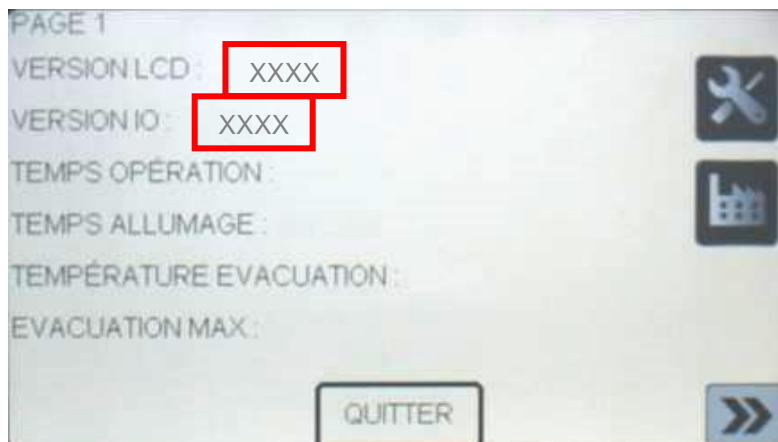 PAGE 1
VERSION LCD : XXXX
VERSION IO : XXXX
TEMPS OPÉRATION :
TEMPS ALLUMAGE :
TEMPÉRATURE EVACUATION :
EVACUATION MAX :
QUITTER